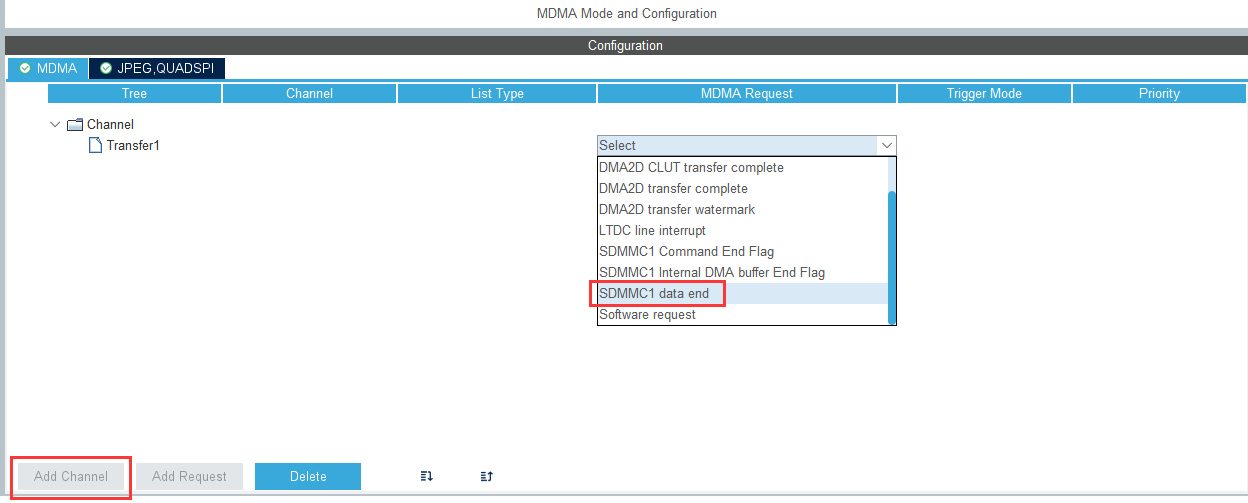 MDMA Mode and Configuration
Configuration
MDMA JPEG,QUADSPI
Tree Channel List Type MDMA Request Trigger Mode Priority
Channel
Transfer1 Select
DMA2D CLUT transfer complete
DMA2D transfer complete
DMA2D transfer watermark
LTDC line interrupt
SDMMC1 Command End Flag
SDMMC1 Internal DMA buffer End Flag
SDMMC1 data end
Software request
Add Channel Add Request Delete